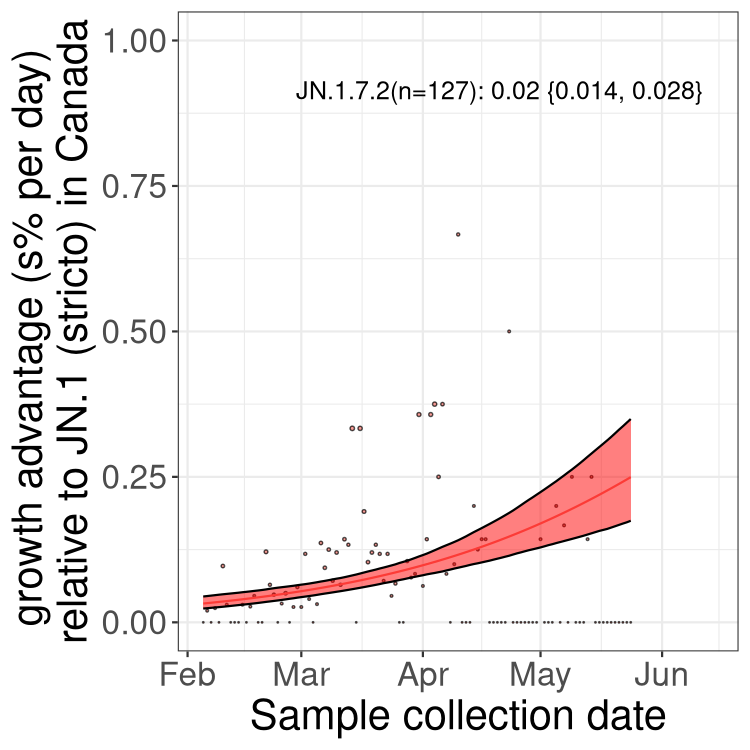 growth advantage (s% per day)
relative to JN.1 (stricto) in Canada
1.00
0.75
0.50
0.25
0.00
JN.1.7.2(n=127): 0.02 {0.014, 0.028}
Feb Mar Apr May Jun
Sample collection date